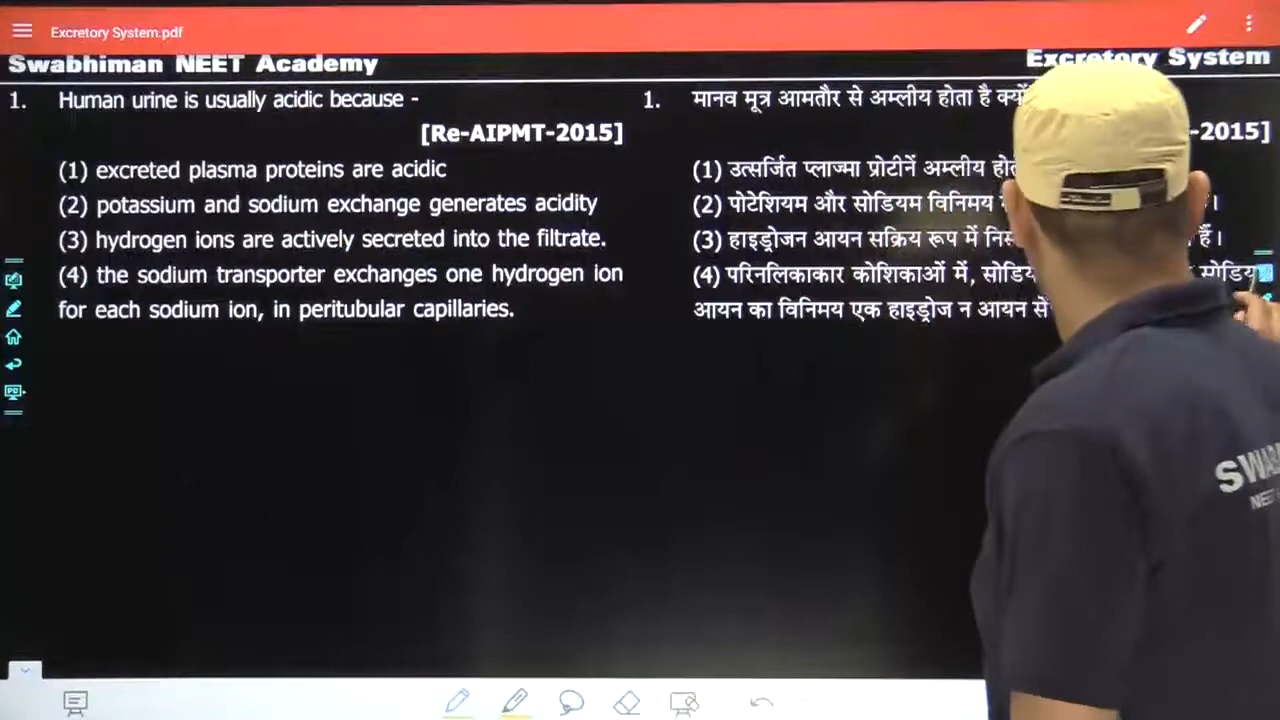 Excretory System.pdf
Swabhiman NEET Academy
Excretory System
1. Human urine is usually acidic because -
[Re-AIPMT-2015]
(1) excreted plasma proteins are acidic
(2) potassium and sodium exchange generates acidity
(3) hydrogen ions are actively secreted into the filtrate.
(4) the sodium transporter exchanges one hydrogen ion
for each sodium ion, in peritubular capillaries.
1. मानव मूत्र आमतौर से अम्लीय होता है
-2015]
(1) उत्सर्जित प्लाज्मा प्रोटीनें अम्लीय
(2) पोटेशियम और सोडियम विनिमय
(3) हाइड्रोजन आयन सक्रिय रूप में हैं।
(4) परिनलिकाकार कोशिकाओं में,
आयन का विनिमय एक हाइड्रोज न आयन से
NEET